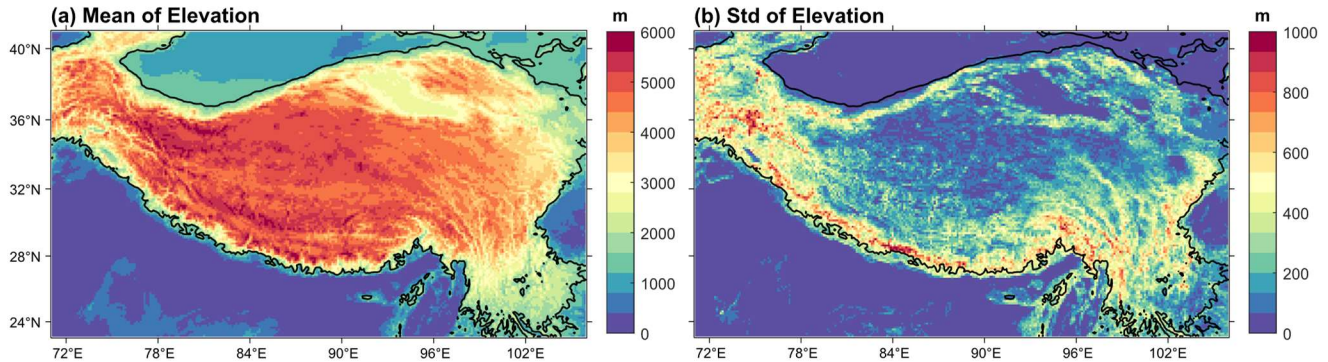 (a) Mean of Elevation
m
40°N
36°N
32°N
28°N
24°N
72°E 78°E 84°E 90°E 96°E 102°E
6000
5000
4000
3000
2000
1000
0
(b) Std of Elevation
m
72°E 78°E 84°E 90°E 96°E 102°E
1000
800
600
400
200
0